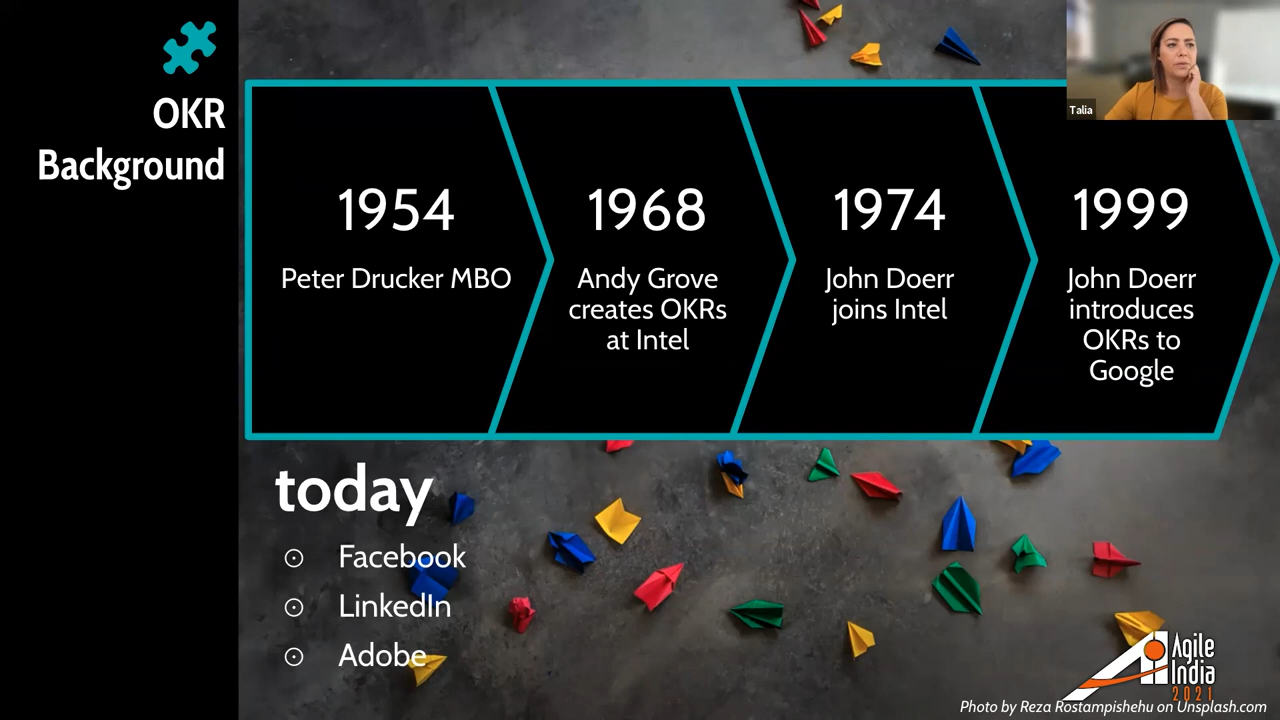 OKR
Background
Talia
1954
Peter Drucker MBO
1968
Andy Grove
creates OKRs
at Intel
1974
John Doerr
joins Intel
1999
John Doerr
introduces
OKRs to
Google
today
Facebook
LinkedIn
Adobe
Agile
India
2021
Photo by Reza Rostampishehu on Unsplash.com